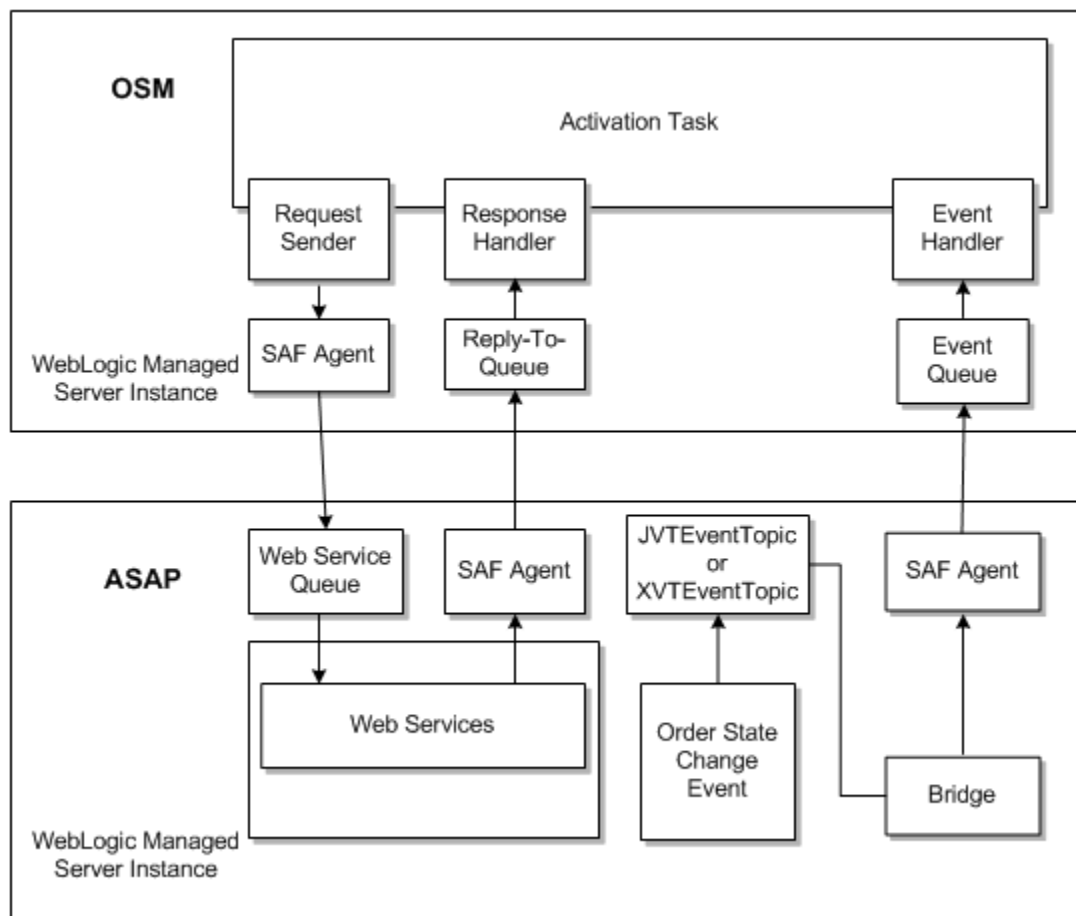 OSM
Activation Task
Request
Sender
Response
Handler
Event
Handler
SAF Agent
Reply-To-
Queue
Event
Queue
WebLogic Managed
Server Instance
ASAP
Web Service
Queue
SAF Agent
JVTEventTopic
or
XVTEventTopic
SAF Agent
Web Services
Order State
Change
Event
Bridge
WebLogic Managed
Server Instance